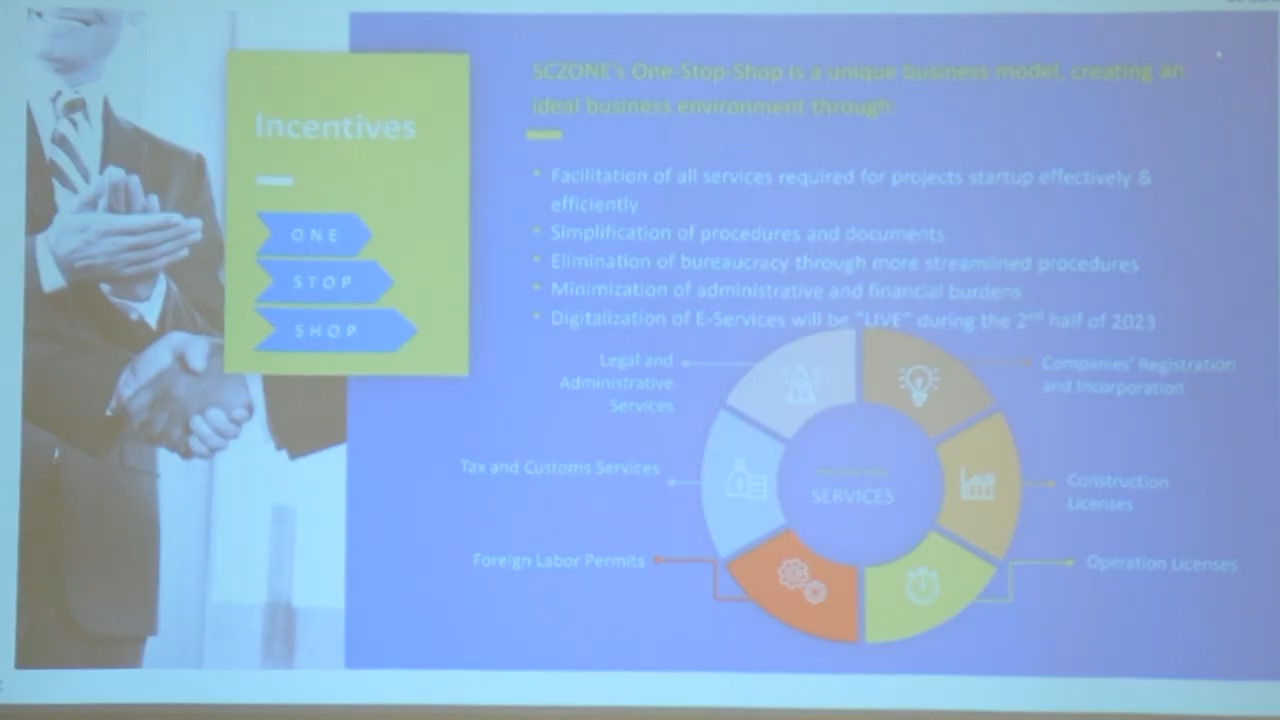 Incentives
ONE
STOP
SHOP
SCZONE's One-Stop-Shop is a unique business model, creating an
ideal business environment through:
• Facilitation of all services required for projects startup effectively &
efficiently
• Simplification of procedures and documents
• Elimination of bureaucracy through more streamlined procedures
• Minimization of administrative and financial burdens
• Digitalization of E-Services will be "LIVE" during the 2nd half of 2023
Legal and
Administrative
Services
Companies' Registration
and Incorporation
Tax and Customs Services
SERVICES
Construction
Licenses
Foreign Labor Permits
Operation Licenses